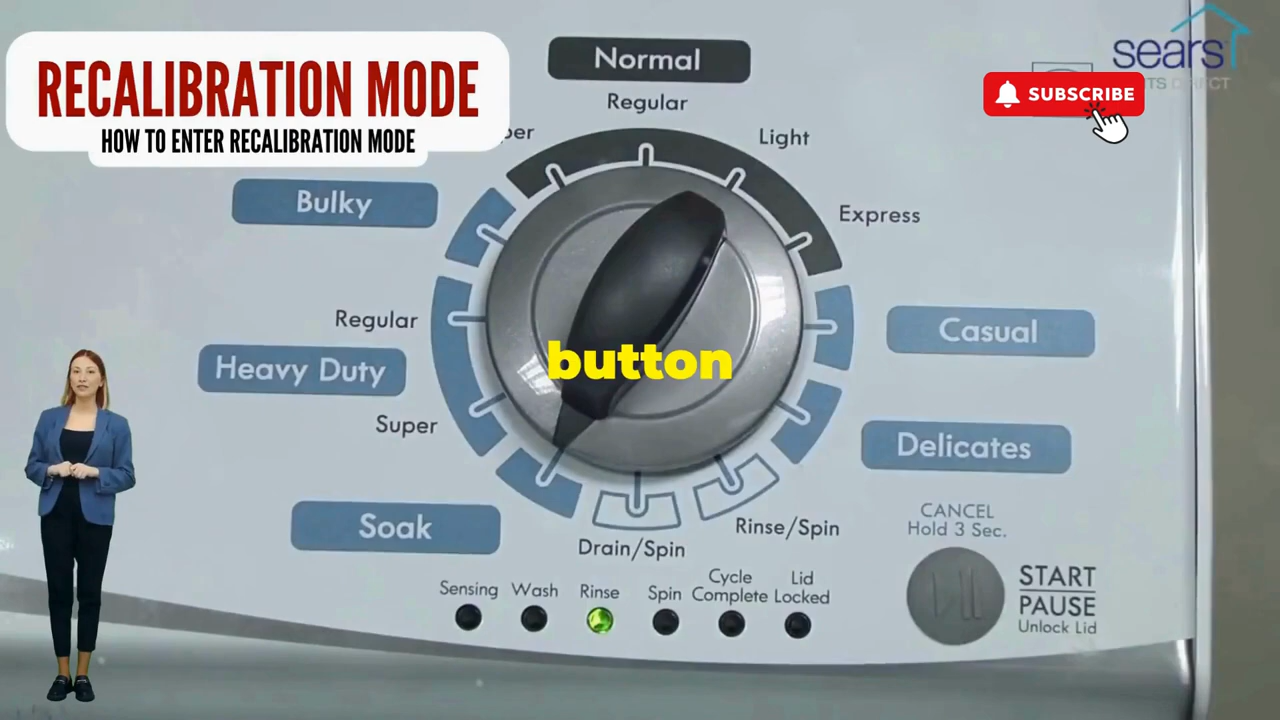 RECALIBRATION MODE
HOW TO ENTER RECALIBRATION MODE
sears
SUBSCRIBE
DIRECT
Normal
Regular
Light
Express
Bulky
Regular
Heavy Duty
Super
button
Casual
Delicates
Soak
Drain/Spin
Rinse/Spin
CANCEL
Hold 3 Sec.
START
PAUSE
Unlock Lid
Sensing
Wash
Rinse
Spin
Cycle
Complete
Lid
Locked